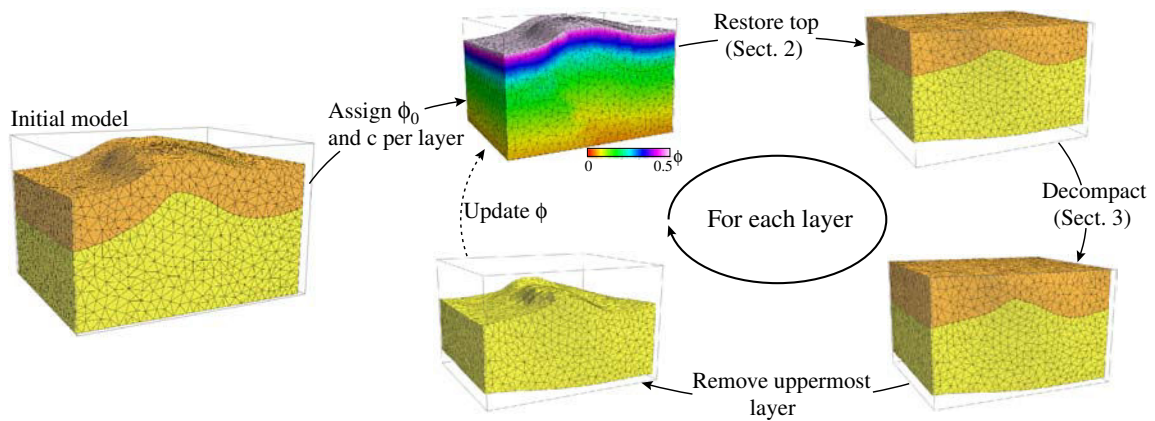 Initial model
Assign ϕ₀
and c per layer
0
0.5
ϕ
Restore top
(Sect. 2)
Decompact
(Sect. 3)
For each layer
Update ϕ
Remove uppermost
layer